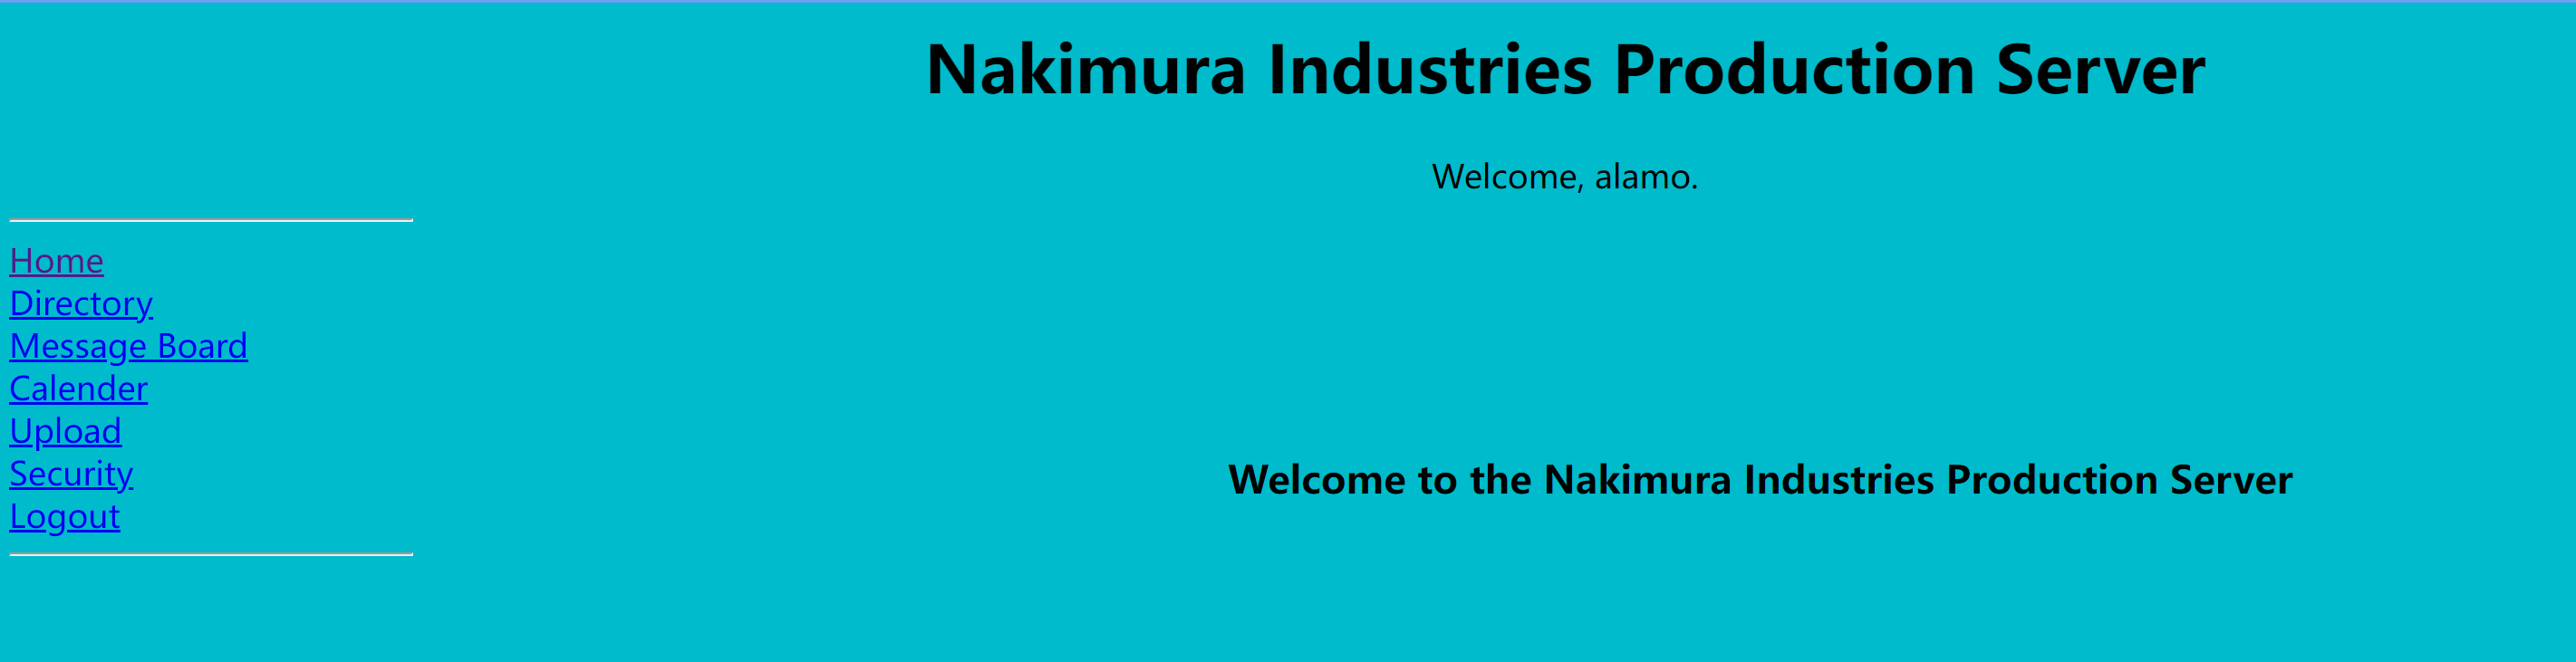 Nakimura Industries Production Server
Welcome, alamo.
Home
Directory
Message Board
Calender
Upload
Security
Logout
Welcome to the Nakimura Industries Production Server